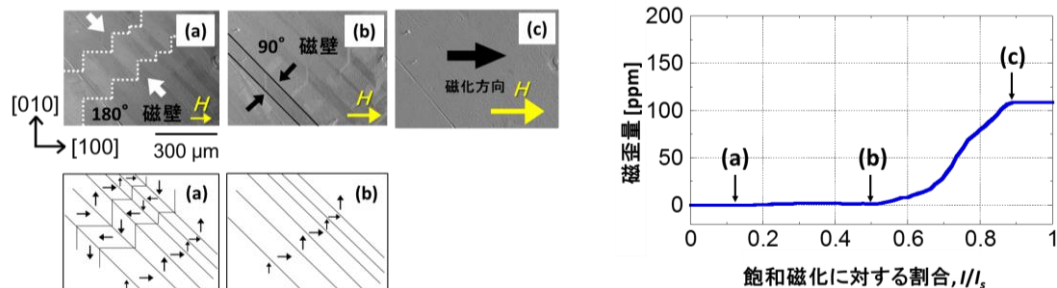 (a)
180° 磁壁
H
(b)
90° 磁壁
H
(c)
磁化方向
H
[010]
[100]
300 μm
(a)
(b)
磁歪量 [ppm]
200
150
100
50
0
(a)
(b)
(c)
0
0.2
0.4
0.6
0.8
1
飽和磁化に対する割合, I/Is